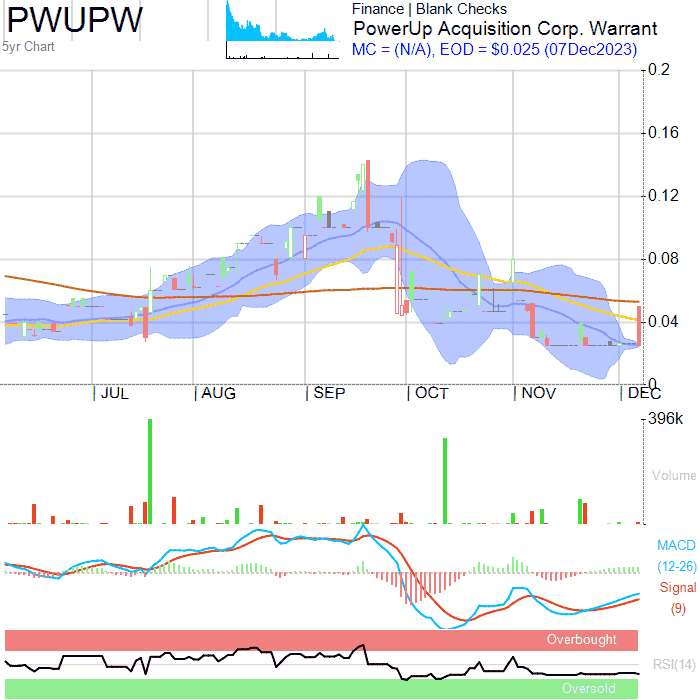 PWUPW
5yr Chart
Finance | Blank Checks
PowerUp Acquisition Corp. Warrant
MC = (N/A), EOD = $0.025 (07Dec2023)
0.2
0.16
0.12
0.08
0.04
0
JUL AUG SEP OCT NOV DEC
396k
Volume
MACD
(12-26)
Signal
(9)
Overbought
RSI(14)
Oversold